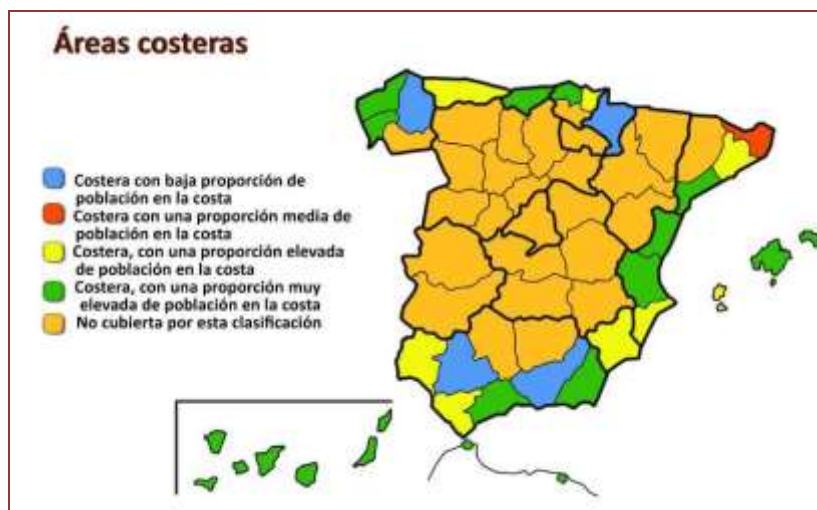 Áreas costeras
Costera con baja proporción de
población en la costa
Costera con una proporción media de
población en la costa
Costera, con una proporción elevada
de población en la costa
Costera, con una proporción muy
elevada de población en la costa
No cubierta por esta clasificación